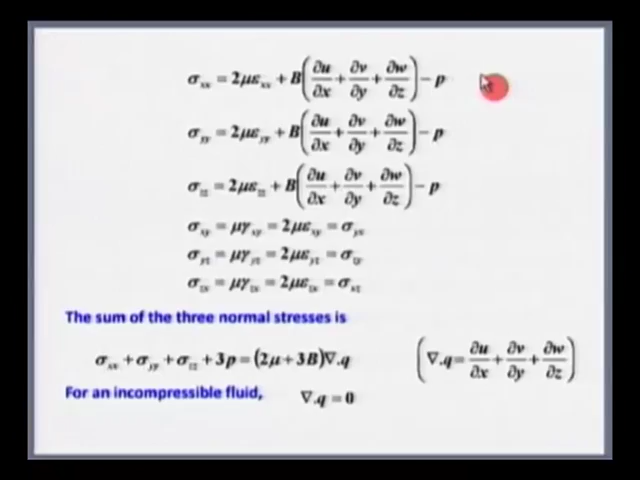 σxx = 2μεxx + B(∂u/∂x + ∂v/∂y + ∂w/∂z) − p
σyy = 2μεyy + B(∂u/∂x + ∂v/∂y + ∂w/∂z) − p
σzz = 2μεzz + B(∂u/∂x + ∂v/∂y + ∂w/∂z) − p
σxy = μγxy = 2μεxy = σyx
σyz = μγyz = 2μεyz = σzy
σzx = μγzx = 2μεzx = σxz
The sum of the three normal stresses is
σxx + σyy + σzz + 3p = (2μ + 3B)∇.q (∇.q = ∂u/∂x + ∂v/∂y + ∂w/∂z)
For an incompressible fluid, ∇.q = 0